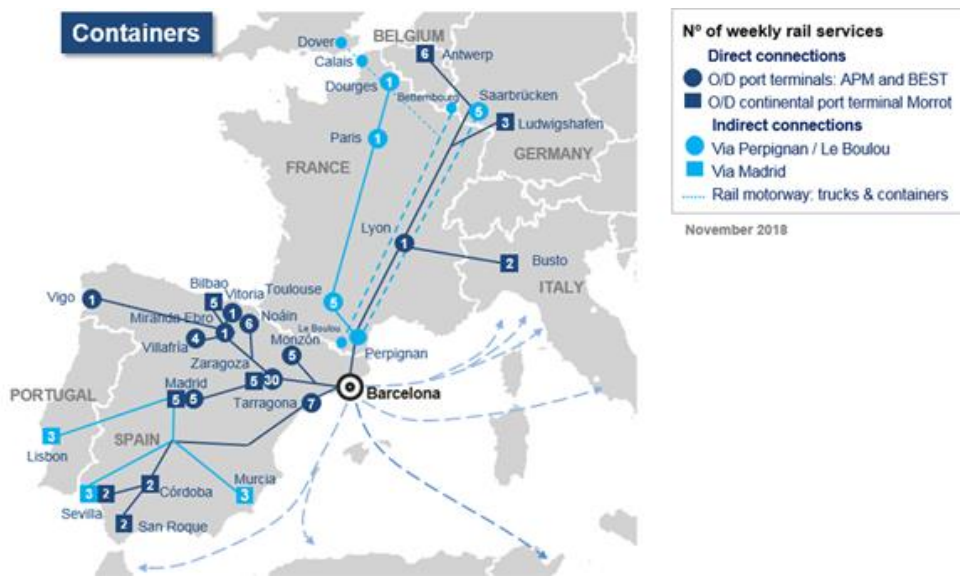 Containers
Dover
BELGIUM
6
Antwerp
Calais
Dourges
1
Bettembourg
5
Saarbrücken
3
Ludwigshafen
Paris
1
FRANCE
GERMANY
Lyon
1
2
Busto
ITALY
Toulouse
5
Le Boulou
Perpignan
Vigo
1
Bilbao
5
Vitoria
1
Noáin
6
Miranda Ebro
1
Villafría
4
Monzón
5
Zaragoza
5
30
Barcelona
Madrid
5
5
Tarragona
7
PORTUGAL
3
Lisbon
SPAIN
2
Córdoba
Murcia
3
3
2
Sevilla
2
San Roque
Nº of weekly rail services
Direct connections
O/D port terminals: APM and BEST
O/D continental port terminal Morrot
Indirect connections
Via Perpignan / Le Boulou
Via Madrid
Rail motorway: trucks & containers
November 2018
1